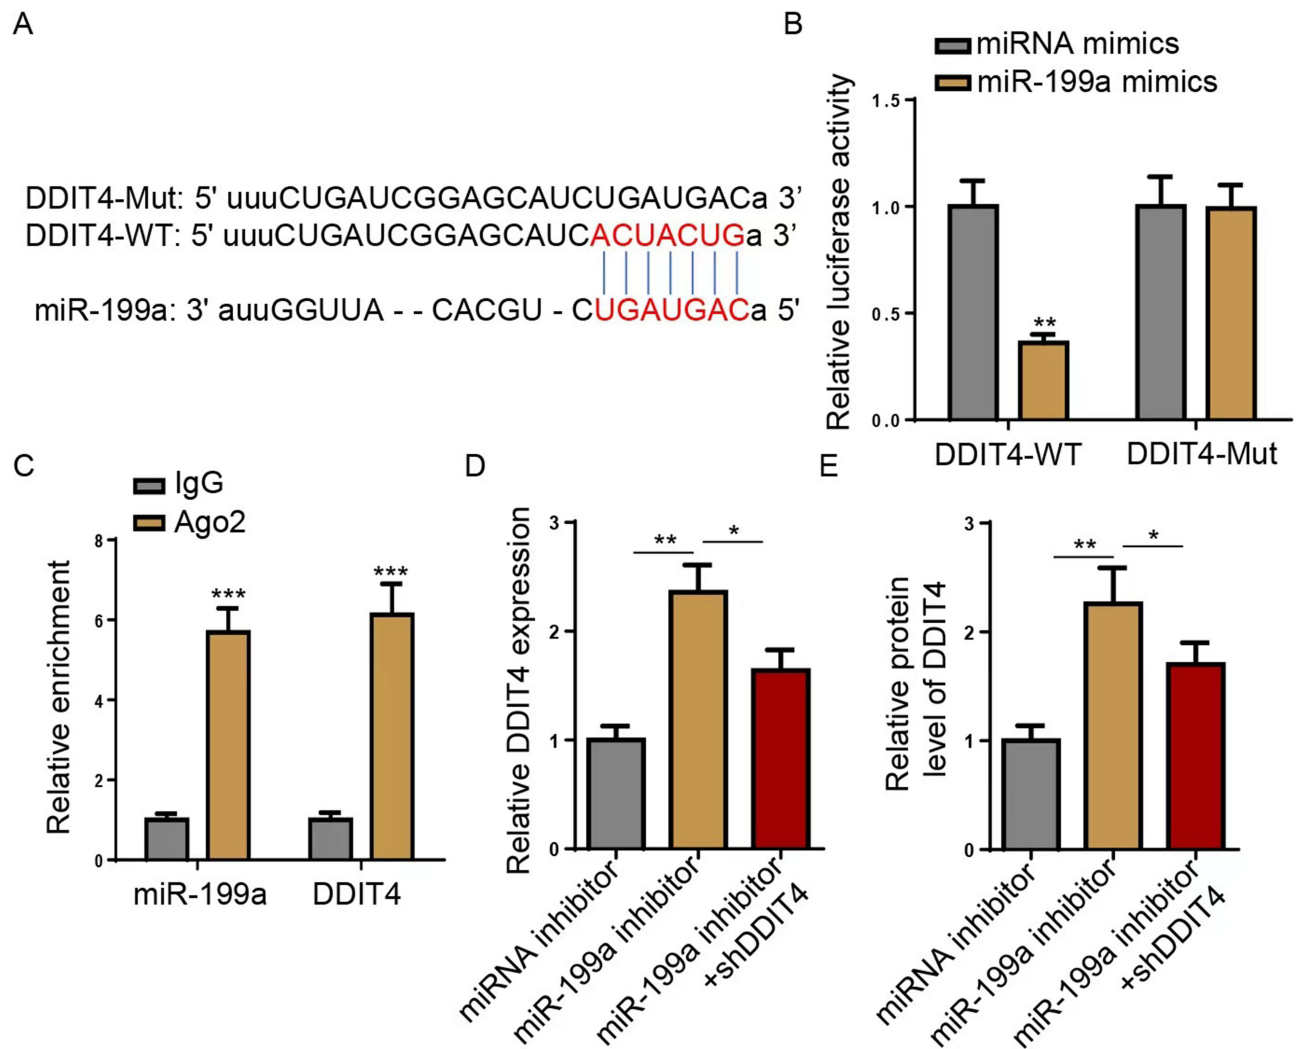 A
DDIT4-Mut: 5' uuuCUGAUCGGAGCAUCUGAUGACa 3'
DDIT4-WT: 5' uuuCUGAUCGGAGCAUCACUACUGa 3'
miR-199a: 3' auuGGUUA - - CACGU - CUGAUGACa 5'
B
miRNA mimics
miR-199a mimics
Relative luciferase activity
1.5
1.0
0.5
0.0
**
DDIT4-WT
DDIT4-Mut
C
IgG
Ago2
Relative enrichment
8
6
4
2
0
***
***
miR-199a
DDIT4
D
Relative DDIT4 expression
3
2
1
0
**
*
miRNA inhibitor
miR-199a inhibitor
miR-199a inhibitor
+shDDIT4
E
Relative protein
level of DDIT4
3
2
1
0
**
*
miRNA inhibitor
miR-199a inhibitor
miR-199a inhibitor
+shDDIT4